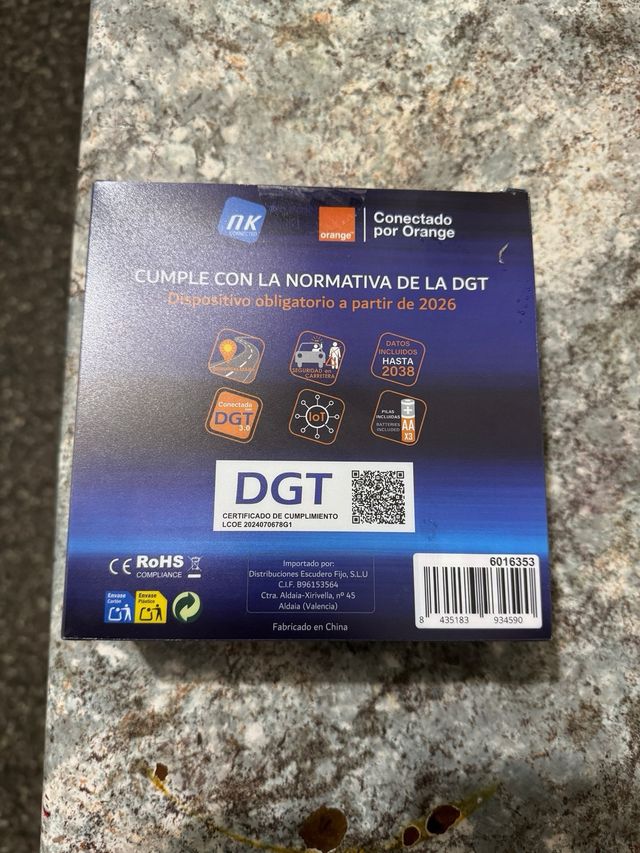 NK
CONNECTED
orange™
Conectado
por Orange
CUMPLE CON LA NORMATIVA DE LA DGT
Dispositivo obligatorio a partir de 2026
SEGURIDAD en
CARRETERA
DATOS
INCLUIDOS
HASTA
2038
Conectada
DGT
3.0
IoT
PILAS
INCLUIDAS
BATTERIES
INCLUDED
AA
X3
DGT
CERTIFICADO DE CUMPLIMIENTO
LCOE 2024070678G1
CE RoHS
COMPLIANCE
Envase
Cartón
Envase
Plástico
Importado por:
Distribuciones Escudero Fijo, S.L.U
C.I.F. B96153564
Ctra. Aldaia-Xirivella, nº 45
Aldaia (Valencia)
Fabricado en China
6016353
8 435183 934590